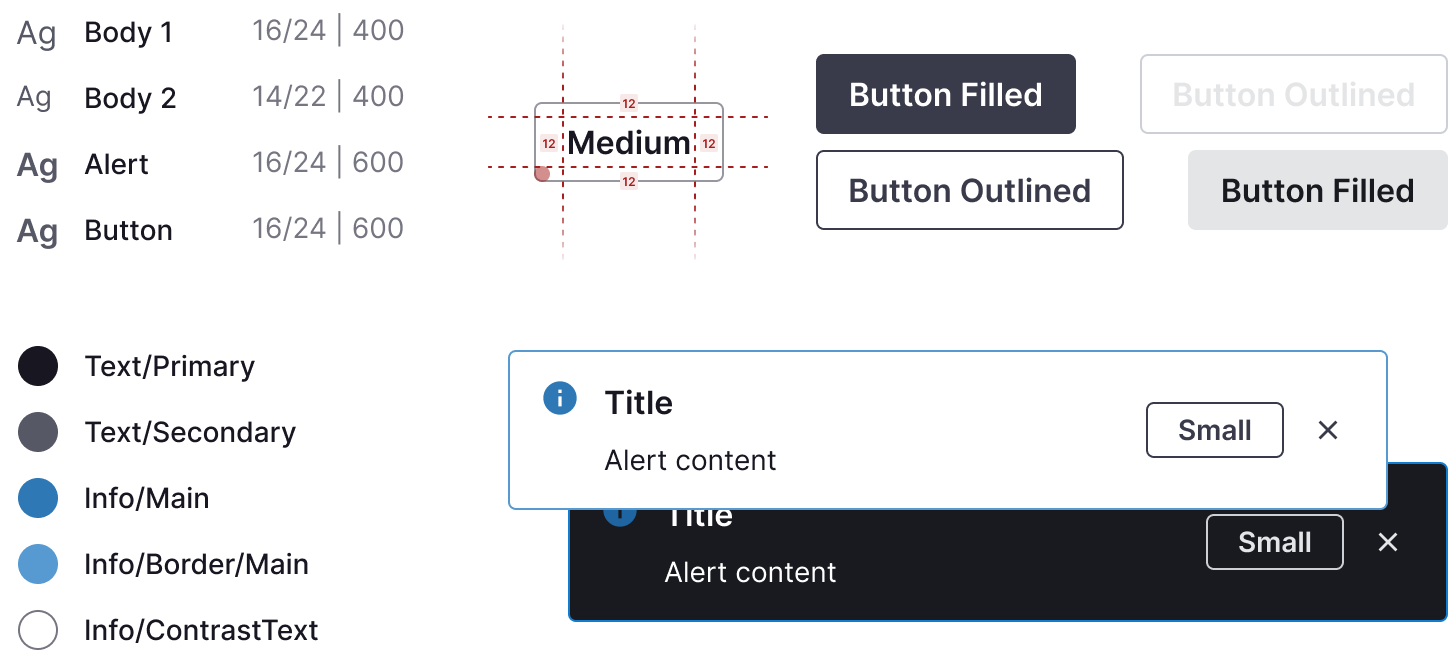 Ag Body 1 16/24 | 400
Ag Body 2 14/22 | 400
Ag Alert 16/24 | 600
Ag Button 16/24 | 600
12
12 Medium 12
12
Button Filled
Button Outlined
Button Outlined
Button Filled
Text/Primary
Text/Secondary
Info/Main
Info/Border/Main
Info/ContrastText
Title
Alert content
Small
Title
Alert content
Small